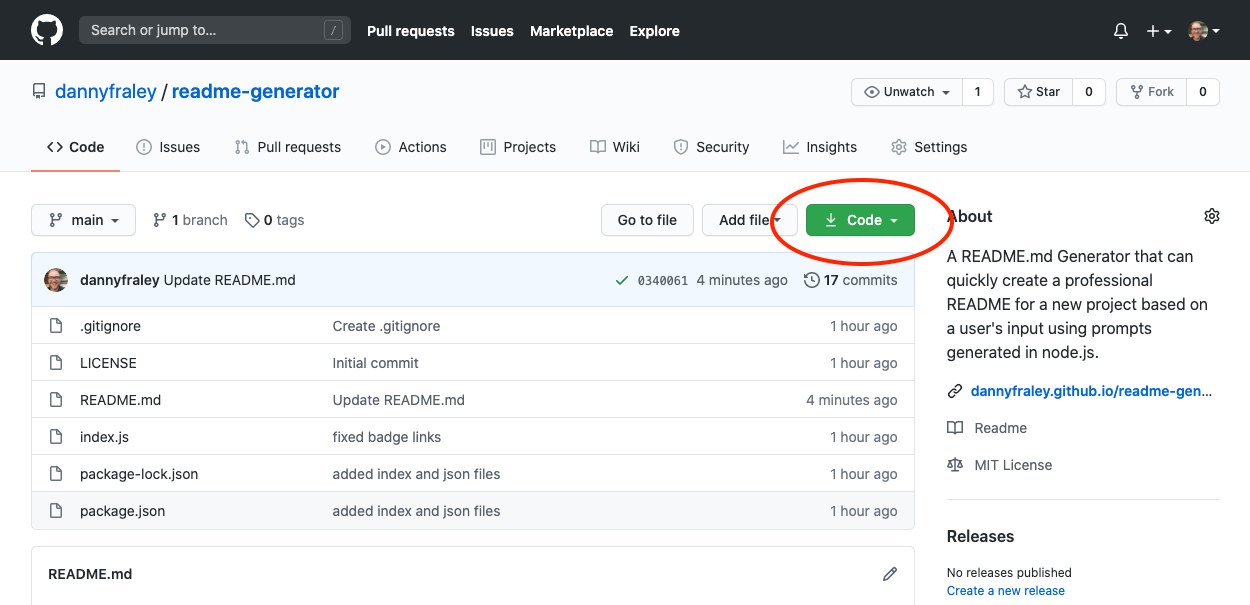 Search or jump to... /
Pull requests Issues Marketplace Explore
dannyfraley / readme-generator
Unwatch 1 Star 0 Fork 0
Code Issues Pull requests Actions Projects Wiki Security Insights Settings
main 1 branch 0 tags Go to file Add file Code
dannyfraley Update README.md 0340061 4 minutes ago 17 commits
.gitignore Create .gitignore 1 hour ago
LICENSE Initial commit 1 hour ago
README.md Update README.md 4 minutes ago
index.js fixed badge links 1 hour ago
package-lock.json added index and json files 1 hour ago
package.json added index and json files 1 hour ago
README.md
About
A README.md Generator that can
quickly create a professional
README for a new project based on
a user's input using prompts
generated in node.js.
dannyfraley.github.io/readme-gen...
Readme
MIT License
Releases
No releases published
Create a new release